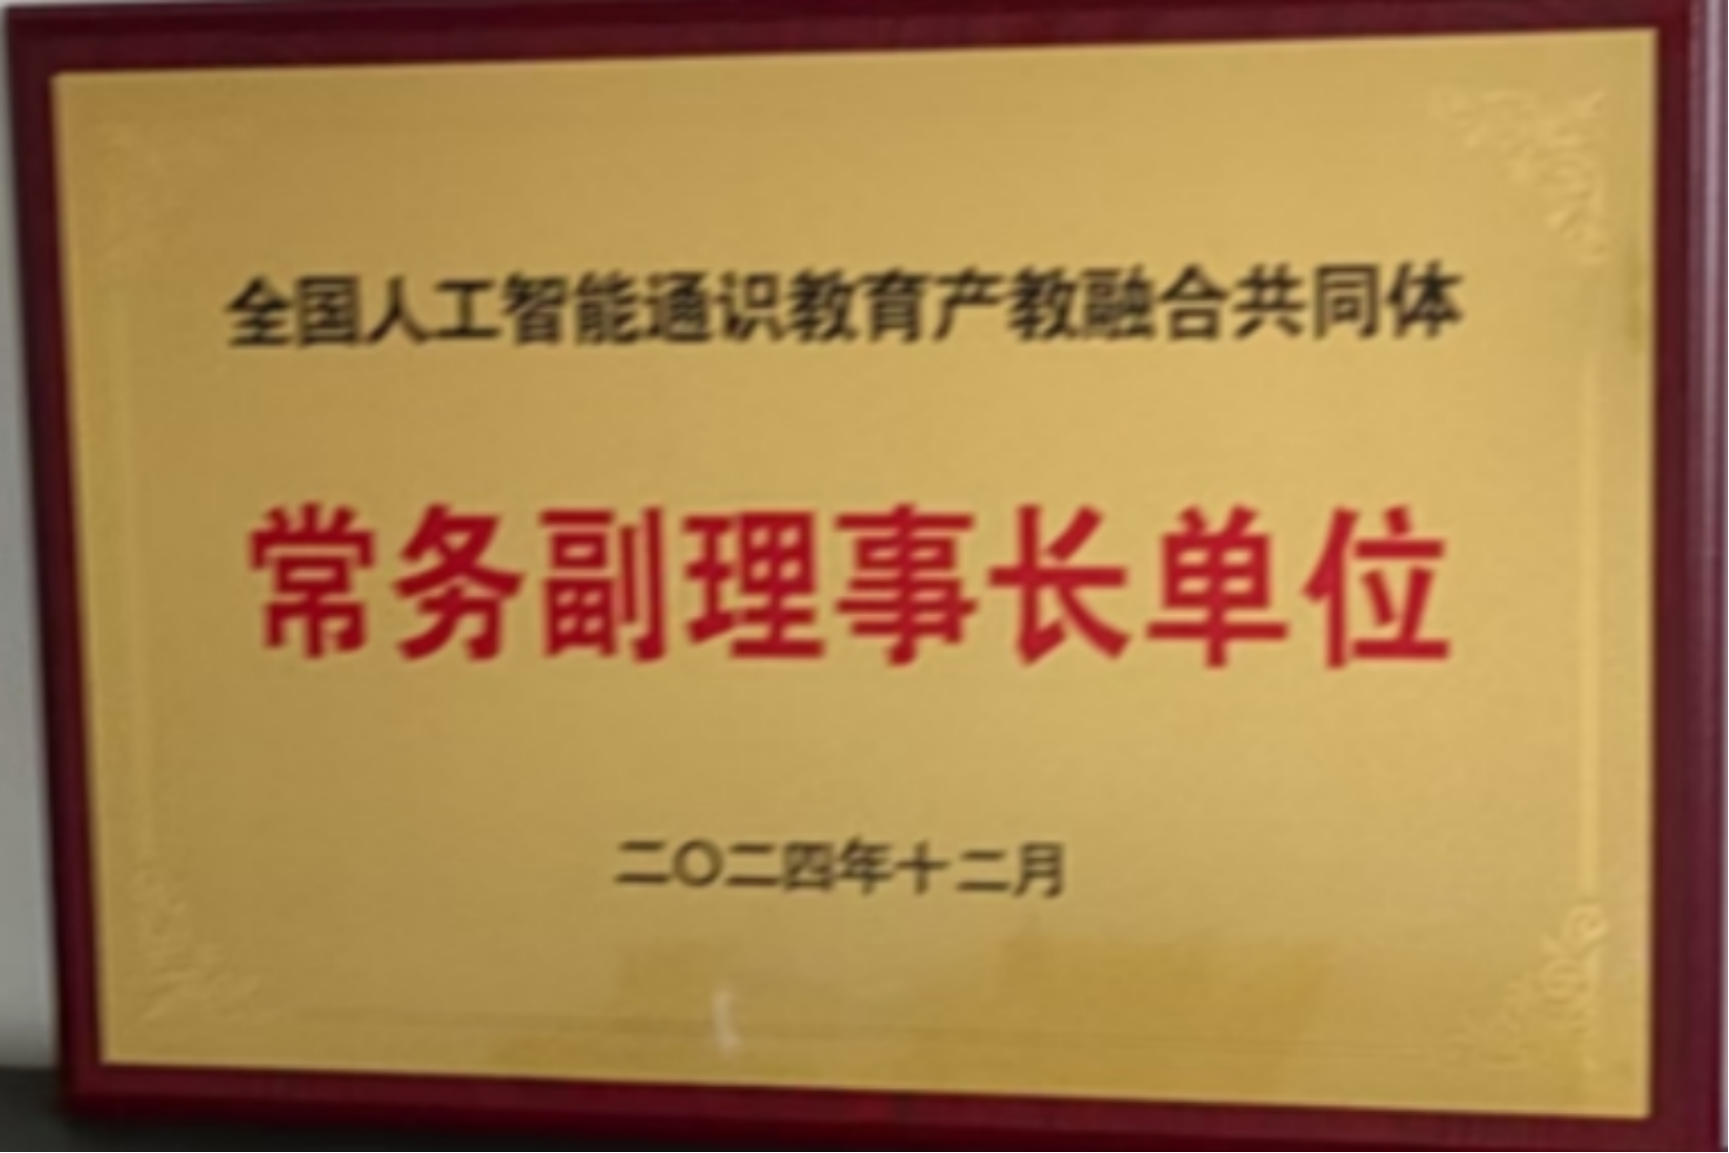 全国人工智能通识教育产教融合共同体
常务副理事长单位
二〇二四年十二月